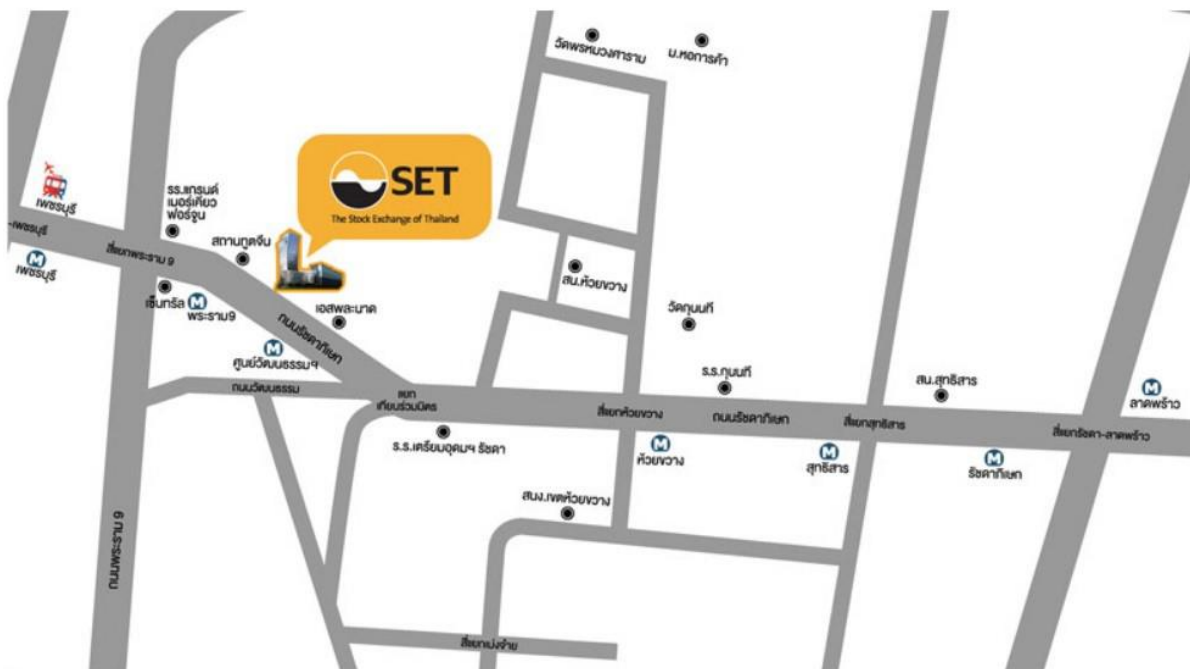 วัดพรหมวงศาราม
ม.หอการค้า
SET
The Stock Exchange of Thailand
เพชรบุรี
รร.แกรนด์
เมอร์เคียว
ฟอร์จูน
สถานทูตจีน
-เพชรบุรี
M
เพชรบุรี
สี่แยกพระราม 9
เซ็นทรัล
M
พระราม9
เอสพละนาด
ถนนรัชดาภิเษก
สน.ห้วยขวาง
วัดกุนนที
M
ศูนย์วัฒนธรรมฯ
ถนนวัฒนธรรม
แยก
เทียนร่วมมิตร
ร.ร.กุนนที
สน.สุทธิสาร
M
ลาดพร้าว
สี่แยกห้วยขวาง
ถนนรัชดาภิเษก
สี่แยกสุทธิสาร
สี่แยกรัชดา-ลาดพร้าว
ร.ร.เตรียมอุดมฯ รัชดา
M
ห้วยขวาง
M
สุทธิสาร
M
รัชดาภิเษก
สนง.เขตห้วยขวาง
ถนนพระราม 9
สี่แยกเม่งจ๋าย